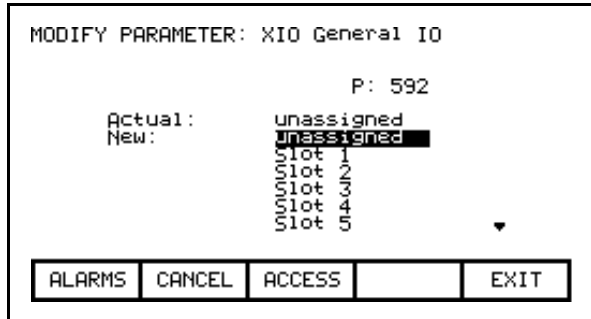 MODIFY PARAMETER: XIO General IO
P: 592
Actual: unassigned
New: unassigned
Slot 1
Slot 2
Slot 3
Slot 4
Slot 5
ALARMS CANCEL ACCESS EXIT